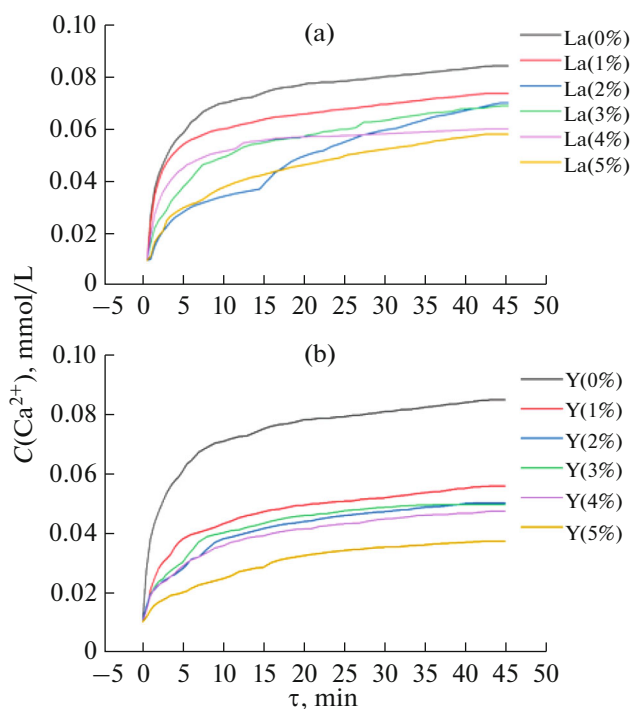 (a)
0.10
0.08
0.06
0.04
0.02
0
−5 0 5 10 15 20 25 30 35 40 45 50
La(0%)
La(1%)
La(2%)
La(3%)
La(4%)
La(5%)
C(Ca²⁺), mmol/L
(b)
0.10
0.08
0.06
0.04
0.02
0
−5 0 5 10 15 20 25 30 35 40 45 50
τ, min
Y(0%)
Y(1%)
Y(2%)
Y(3%)
Y(4%)
Y(5%)